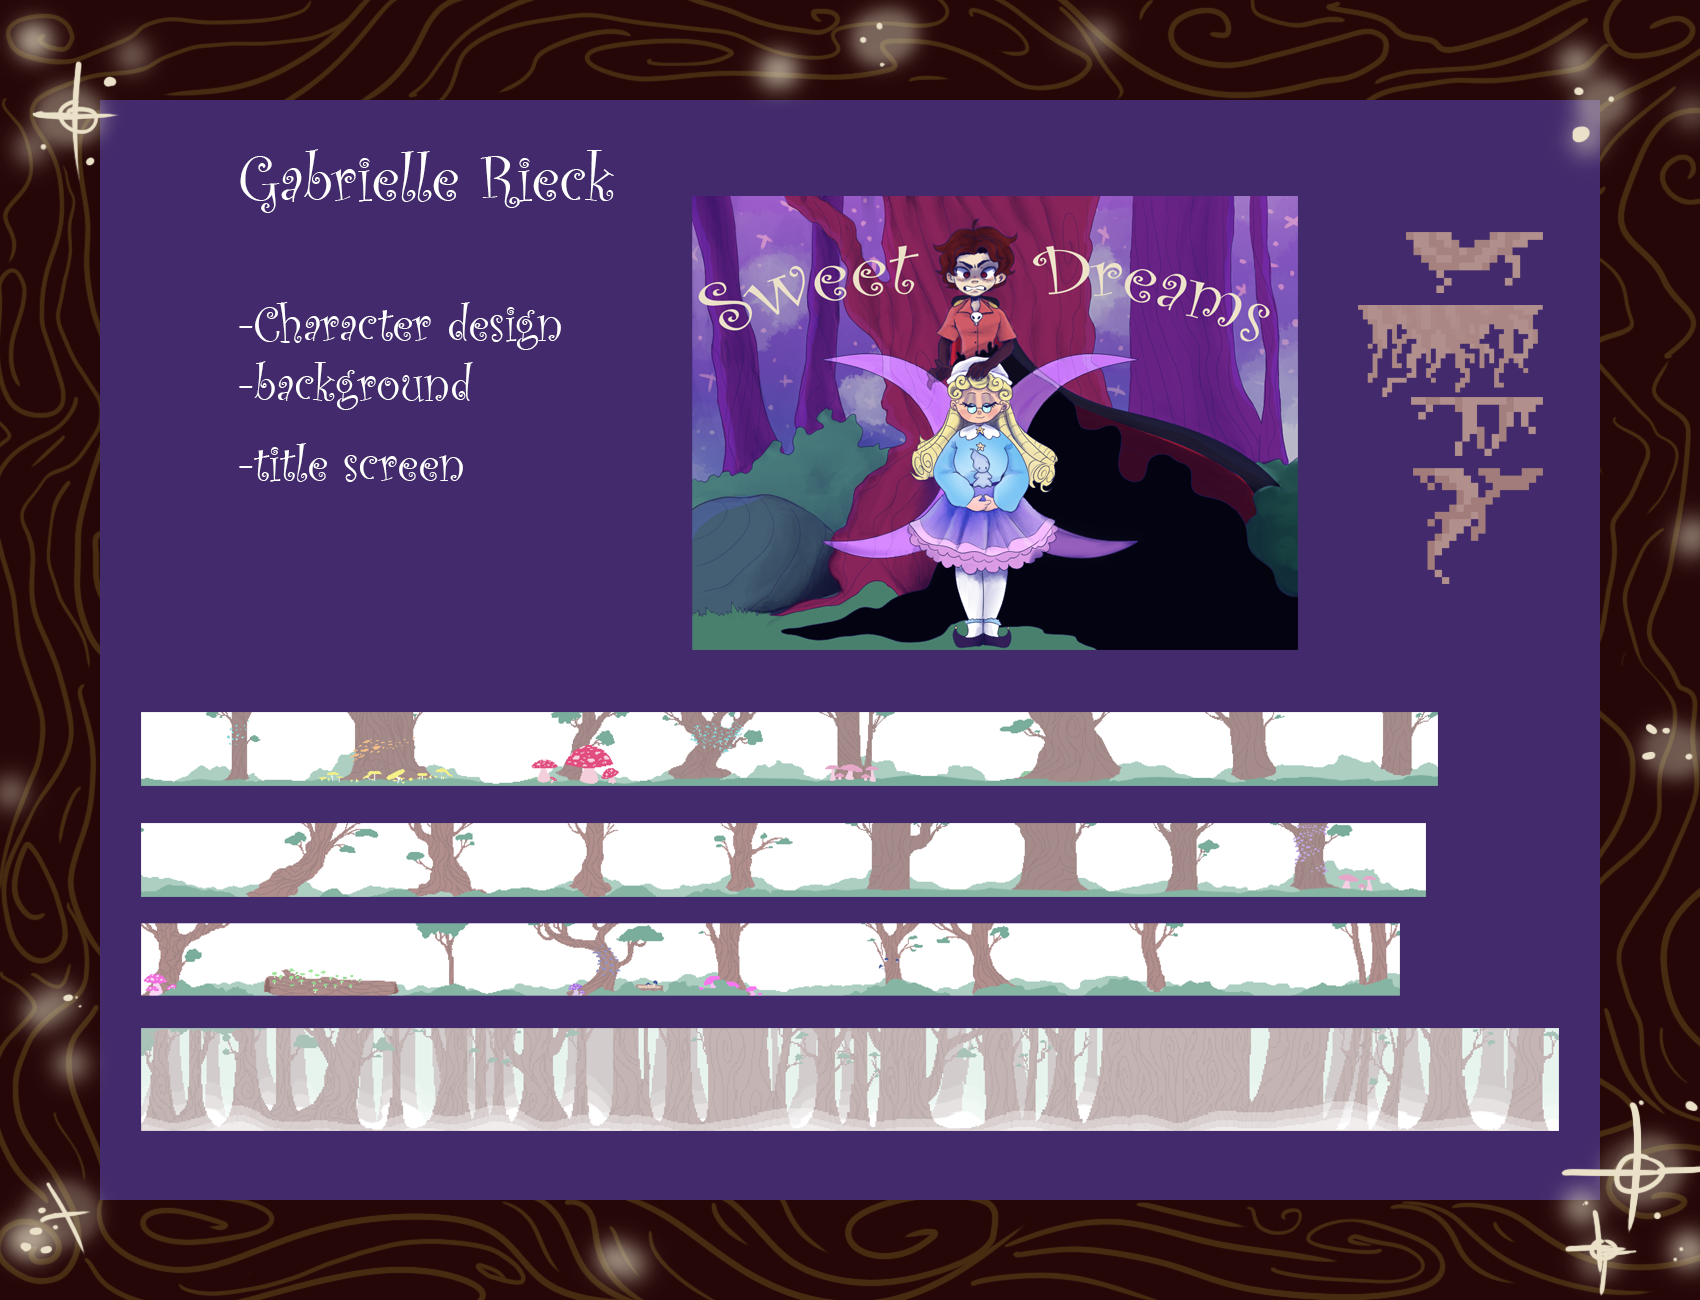 Gabrielle Rieck
Sweet Dreams
-Character design
-background
-title screen